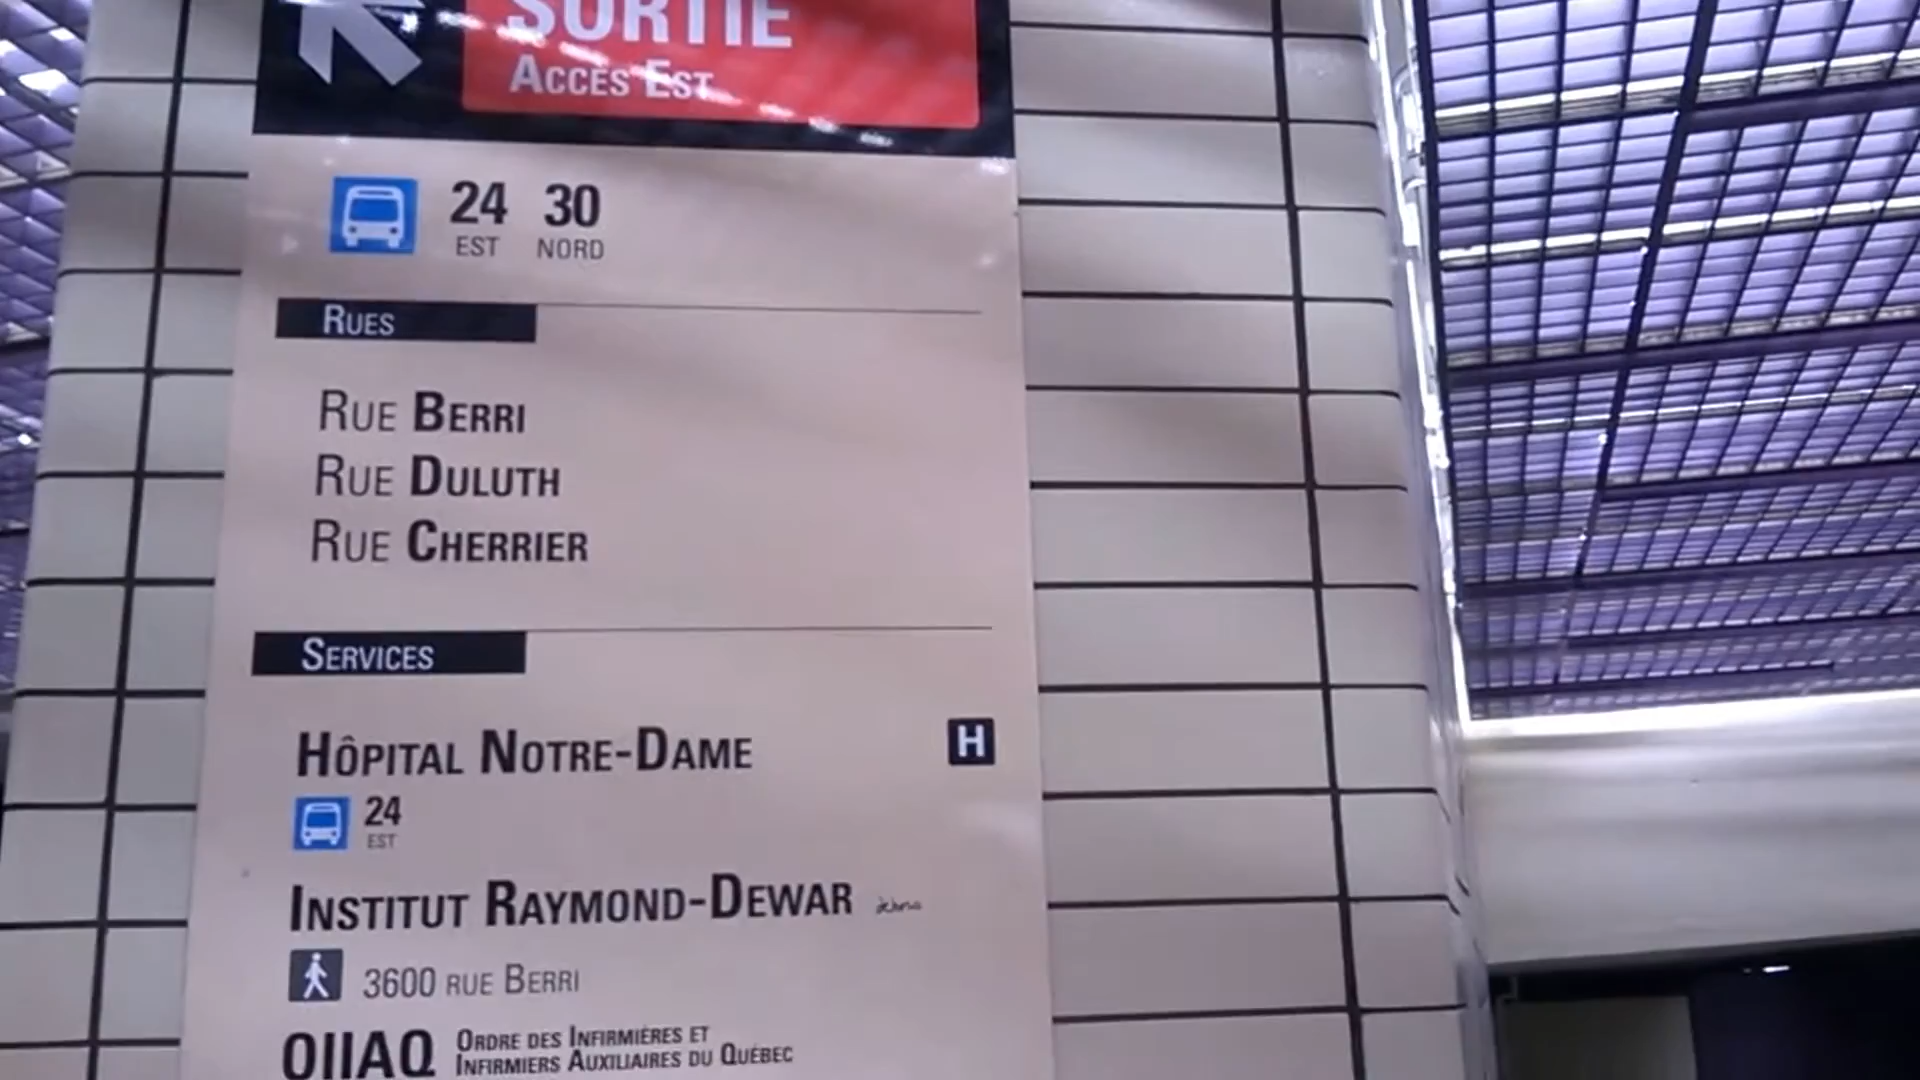 SORTIE
ACCÈS EST
24 30
EST NORD
RUES
RUE BERRI
RUE DULUTH
RUE CHERRIER
SERVICES
HÔPITAL NOTRE-DAME H
24
EST
INSTITUT RAYMOND-DEWAR
3600 RUE BERRI
OIIAQ ORDRE DES INFIRMIÈRES ET
INFIRMIERS AUXILIAIRES DU QUÉBEC